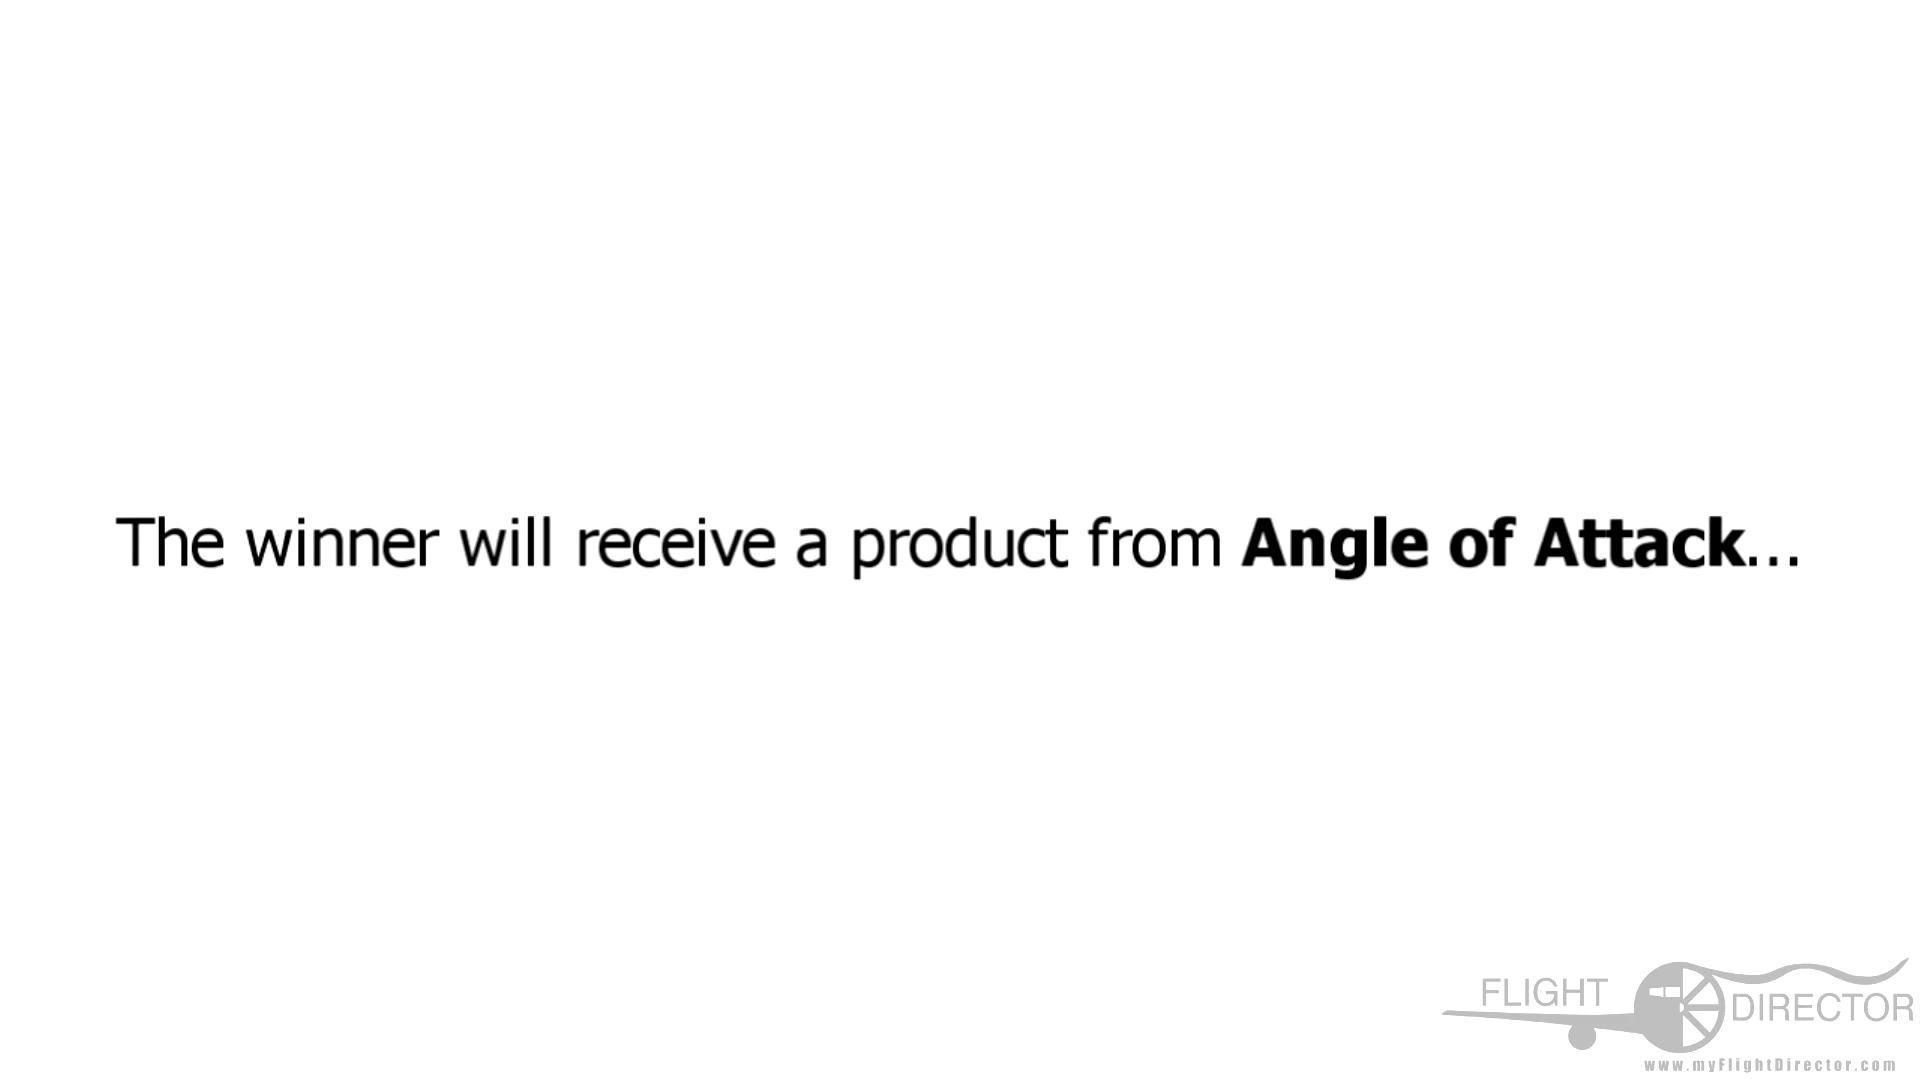 The winner will receive a product from Angle of Attack...
FLIGHT
DIRECTOR
www.myFlightDirector.com